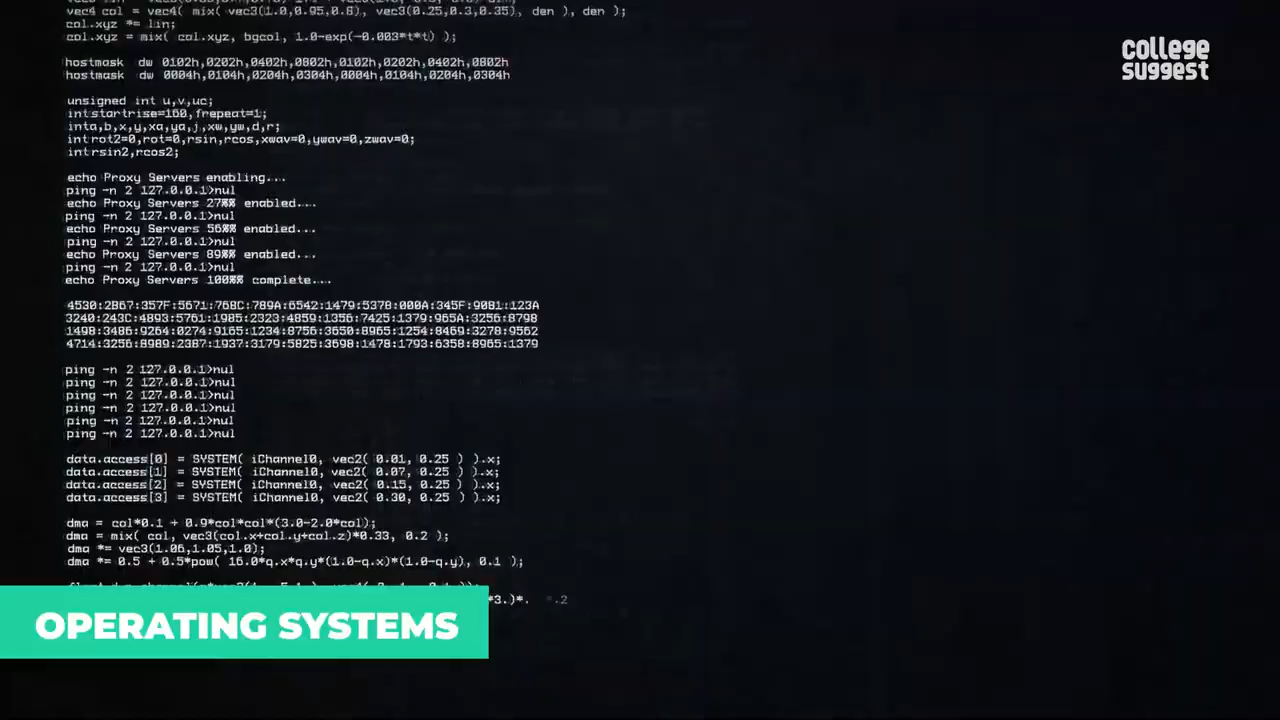 vec4 col = vec4( mix( vec3(1.0,0.95,0.8), vec3(0.25,0.3,0.35), den ), den );
col.xyz *= lin;
col.xyz = mix( col.xyz, bgcol, 1.0-exp(-0.003*t*t) );
hostmask dw 0102h,0202h,0402h,0802h,0102h,0202h,0402h,0802h
hostmask dw 0004h,0104h,0204h,0304h,0004h,0104h,0204h,0304h
unsigned int u,v,uc;
int startrise=160,frepeat=1;
inta,b,x,y,xa,ya,j,xw,yw,d,r;
int rot2=0,rot=0,rsin,rcos,xwav=0,ywav=0,zwav=0;
int rsin2,rcos2;
echo Proxy Servers enabling...
ping -n 2 127.0.0.1>nul
echo Proxy Servers 27%% enabled...
ping -n 2 127.0.0.1>nul
echo Proxy Servers 56%% enabled...
ping -n 2 127.0.0.1>nul
echo Proxy Servers 89%% enabled...
ping -n 2 127.0.0.1>nul
echo Proxy Servers 100%% complete...
4530:2B67:357F:5671:768C:789A:6542:1479:5378:000A:345F:9081:123A
3240:243C:4893:5761:1985:2323:4859:1356:7425:1379:965A:3256:8798
1498:3486:9264:0274:9165:1234:8756:3650:8965:1254:8469:3278:9562
4714:3256:8989:2387:1937:3179:5825:3698:1478:1793:6358:8965:1379
ping -n 2 127.0.0.1>nul
ping -n 2 127.0.0.1>nul
ping -n 2 127.0.0.1>nul
ping -n 2 127.0.0.1>nul
ping -n 2 127.0.0.1>nul
ping -n 2 127.0.0.1>nul
data.access[0] = SYSTEM( iChannel0, vec2( 0.01, 0.25 ) ).x;
data.access[1] = SYSTEM( iChannel0, vec2( 0.07, 0.25 ) ).x;
data.access[2] = SYSTEM( iChannel0, vec2( 0.15, 0.25 ) ).x;
data.access[3] = SYSTEM( iChannel0, vec2( 0.30, 0.25 ) ).x;
dma = col*0.1 + 0.9*col*col*(3.0-2.0*col);
dma = mix( col, vec3(col.x+col.y+col.z)*0.33, 0.2 );
dma *= vec3(1.06,1.05,1.0);
dma *= 0.5 + 0.5*pow( 16.0*q.x*q.y*(1.0-q.x)*(1.0-q.y), 0.1 );
OPERATING SYSTEMS
college
suggest